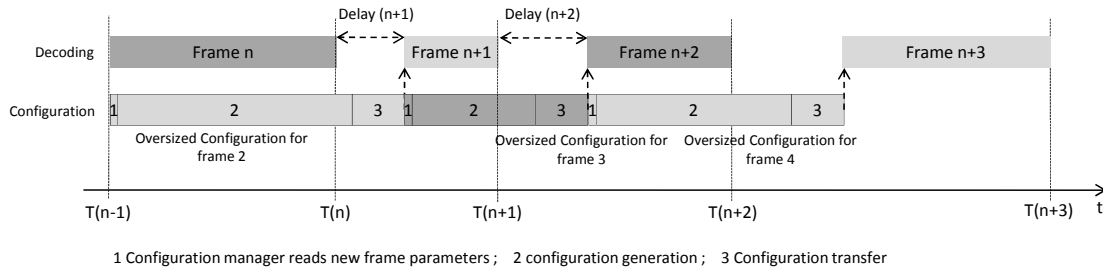 Delay (n+1)
Delay (n+2)
Decoding
Frame n
Frame n+1
Frame n+2
Frame n+3
Configuration
1
2
3
1
2
3
1
2
3
Oversized Configuration for
frame 2
Oversized Configuration for
frame 3
Oversized Configuration for
frame 4
T(n-1)
T(n)
T(n+1)
T(n+2)
T(n+3)
t
1 Configuration manager reads new frame parameters ; 2 configuration generation ; 3 Configuration transfer